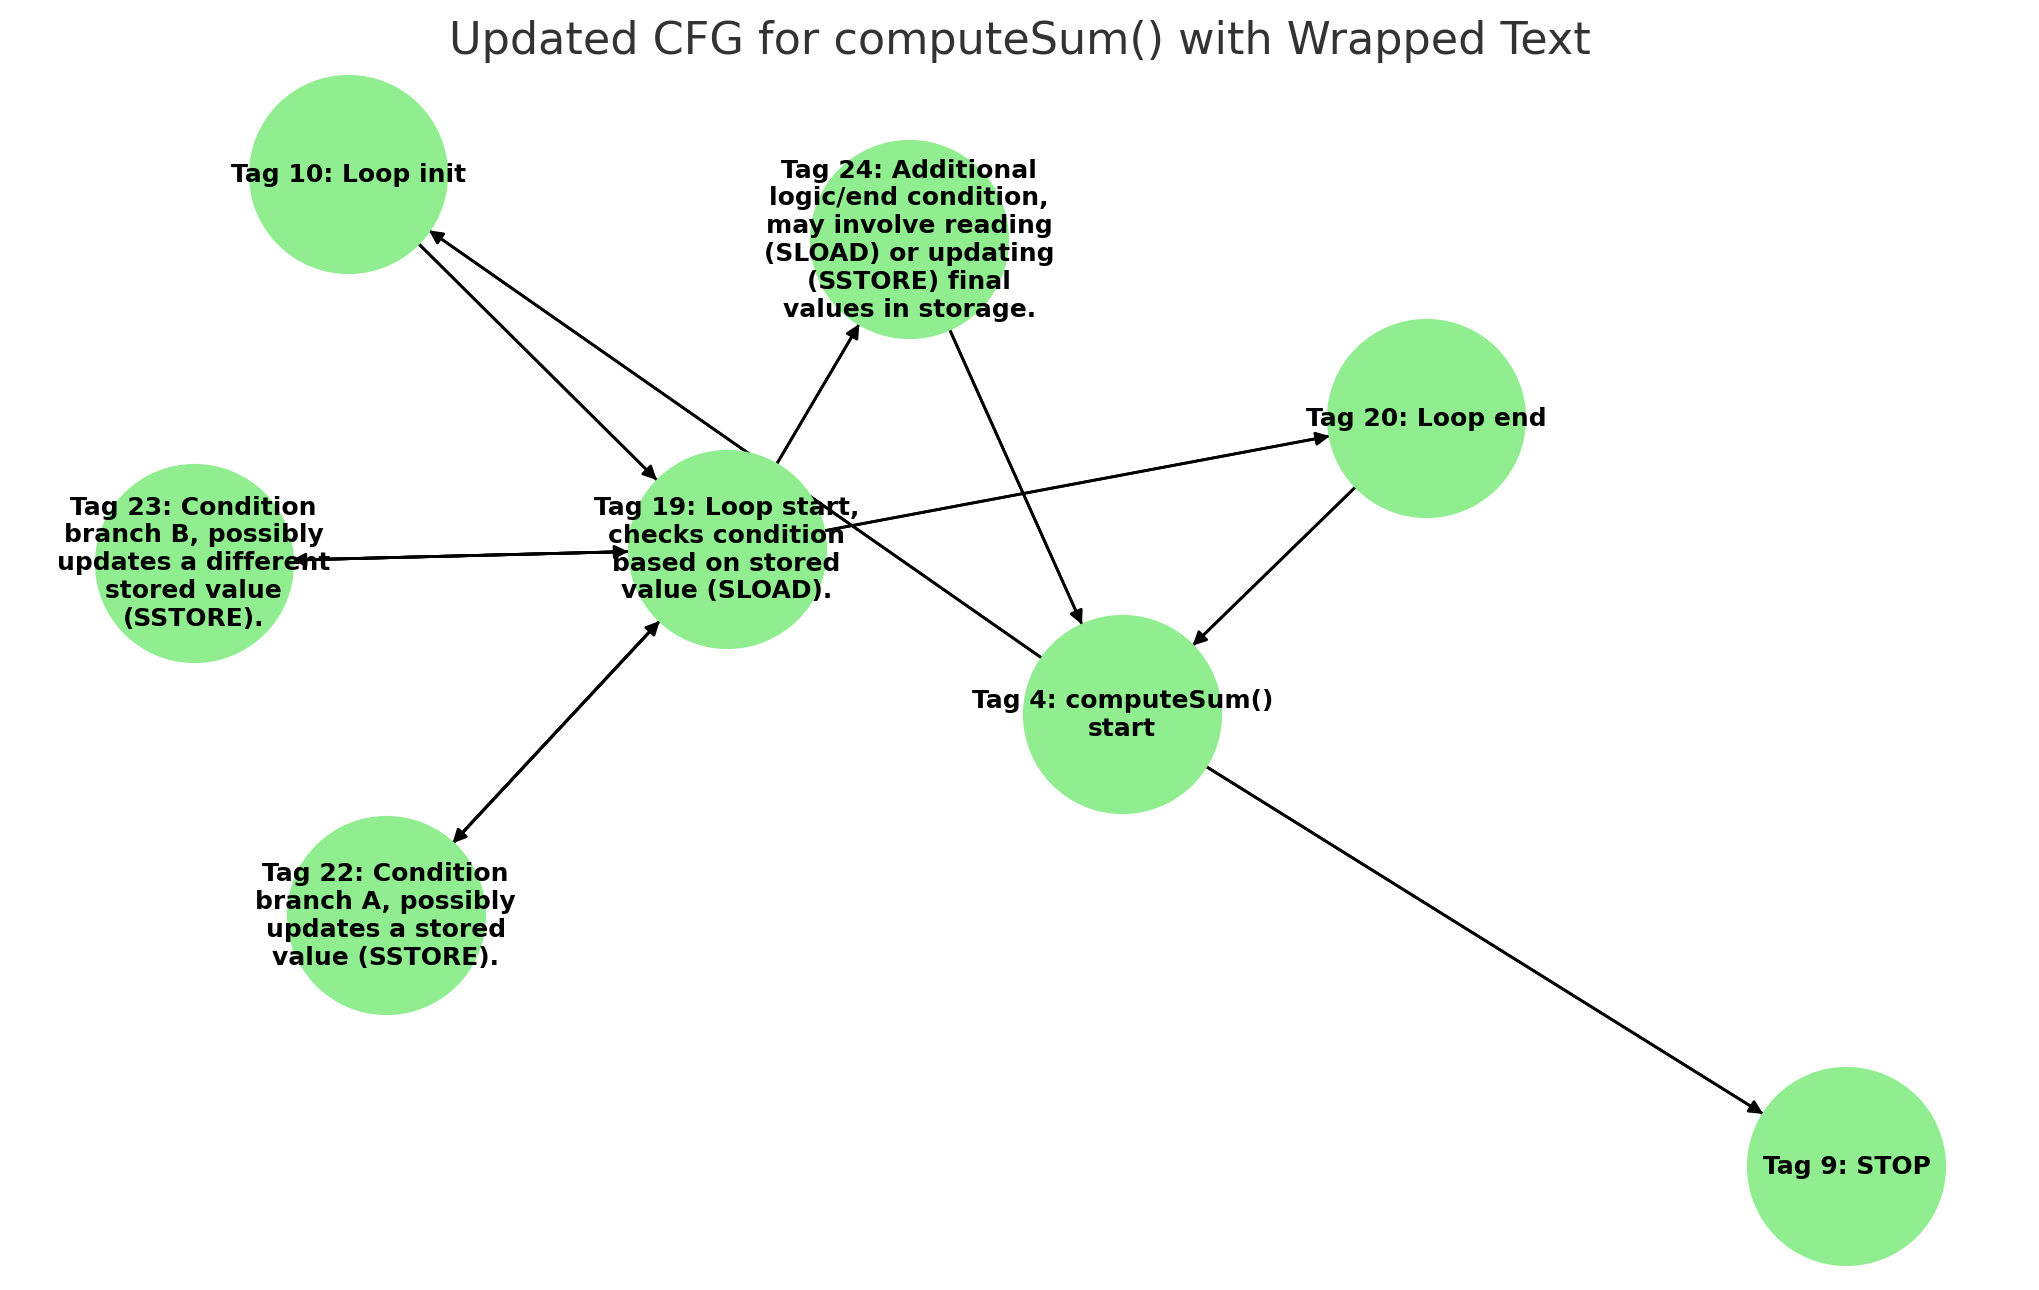 Updated CFG for computeSum() with Wrapped Text
Tag 10: Loop init
Tag 24: Additional
logic/end condition,
may involve reading
(SLOAD) or updating
(SSTORE) final
values in storage.
Tag 20: Loop end
Tag 23: Condition
branch B, possibly
updates a different
stored value
(SSTORE).
Tag 19: Loop start,
checks condition
based on stored
value (SLOAD).
Tag 4: computeSum()
start
Tag 22: Condition
branch A, possibly
updates a stored
value (SSTORE).
Tag 9: STOP